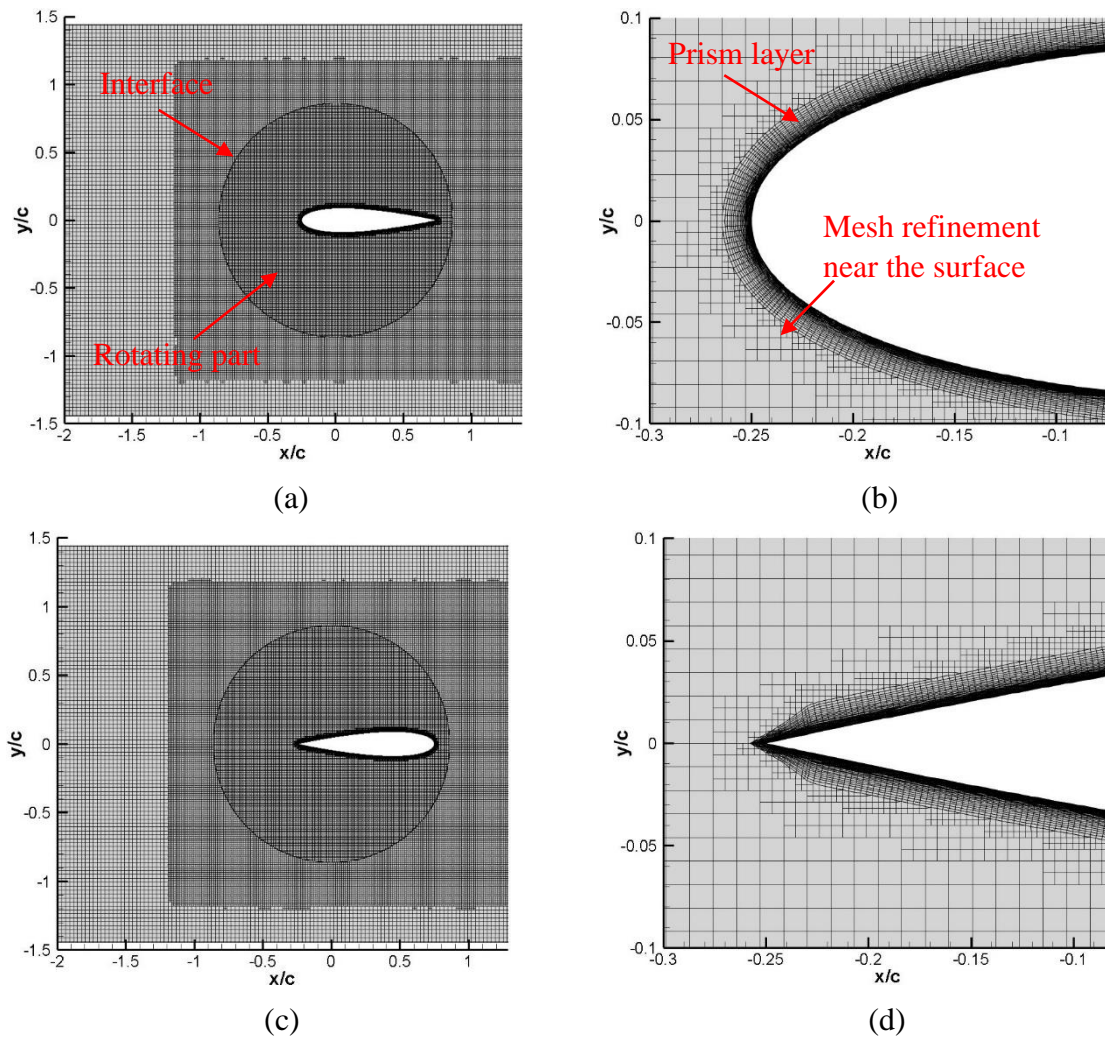 1.5
1
0.5
0
-0.5
-1
-1.5
y/c
-2
-1.5
-1
-0.5
0
0.5
1
x/c
Interface
Rotating part
(a)
0.1
0.05
0
-0.05
-0.1
y/c
-0.3
-0.25
-0.2
-0.15
-0.1
x/c
Prism layer
Mesh refinement
near the surface
(b)
1.5
1
0.5
0
-0.5
-1
-1.5
y/c
-2
-1.5
-1
-0.5
0
0.5
1
x/c
(c)
0.1
0.05
0
-0.05
-0.1
y/c
-0.3
-0.25
-0.2
-0.15
-0.1
x/c
(d)